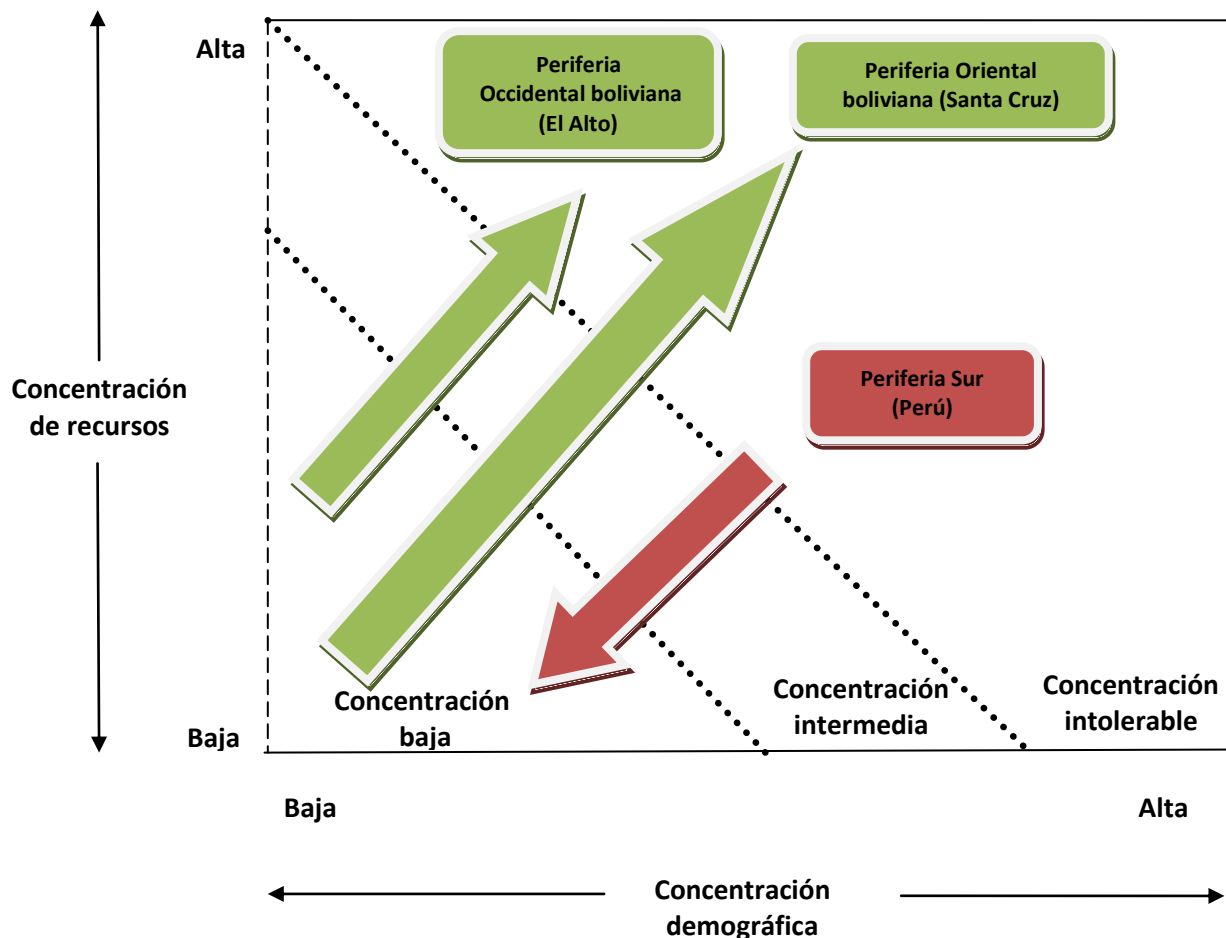 Alta
Periferia
Occidental boliviana
(El Alto)
Periferia Oriental
boliviana (Santa Cruz)
Concentración
de recursos
Periferia Sur
(Perú)
Concentración
baja
Concentración
intermedia
Concentración
intolerable
Baja
Baja
Alta
Concentración
demográfica